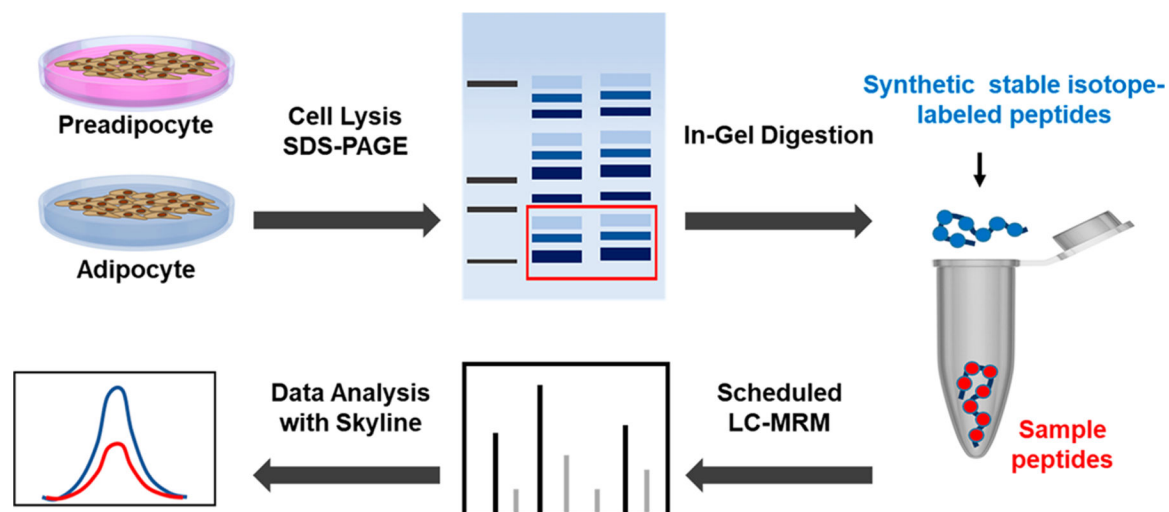 Preadipocyte
Adipocyte
Cell Lysis
SDS-PAGE
In-Gel Digestion
Synthetic stable isotope-
labeled peptides
Sample
peptides
Scheduled
LC-MRM
Data Analysis
with Skyline